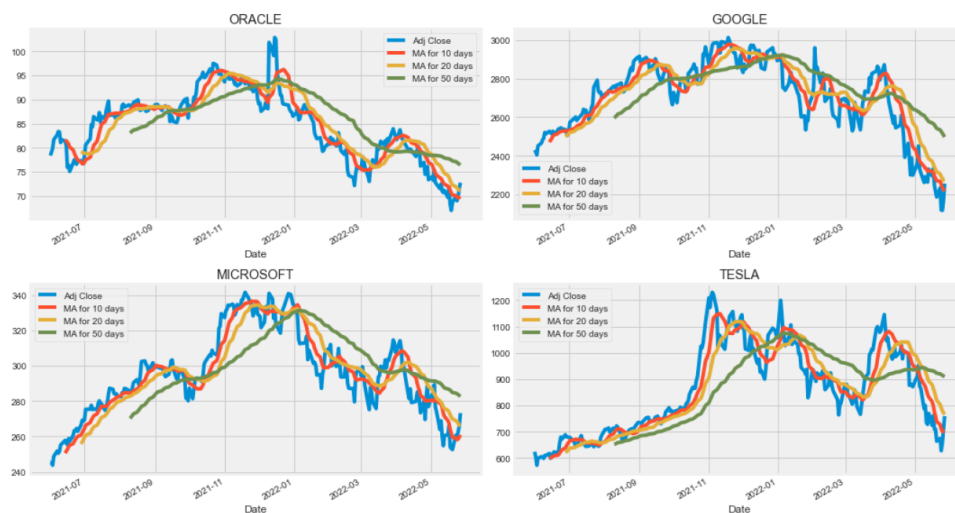 ORACLE
100
95
90
85
80
75
70
Adj Close
MA for 10 days
MA for 20 days
MA for 50 days
2021-07
2021-09
2021-11
2022-01
2022-03
2022-05
Date
GOOGLE
3000
2800
2600
2400
2200
Adj Close
MA for 10 days
MA for 20 days
MA for 50 days
2021-07
2021-09
2021-11
2022-01
2022-03
2022-05
Date
MICROSOFT
340
320
300
280
260
240
Adj Close
MA for 10 days
MA for 20 days
MA for 50 days
2021-07
2021-09
2021-11
2022-01
2022-03
2022-05
Date
TESLA
1200
1100
1000
900
800
700
600
Adj Close
MA for 10 days
MA for 20 days
MA for 50 days
2021-07
2021-09
2021-11
2022-01
2022-03
2022-05
Date